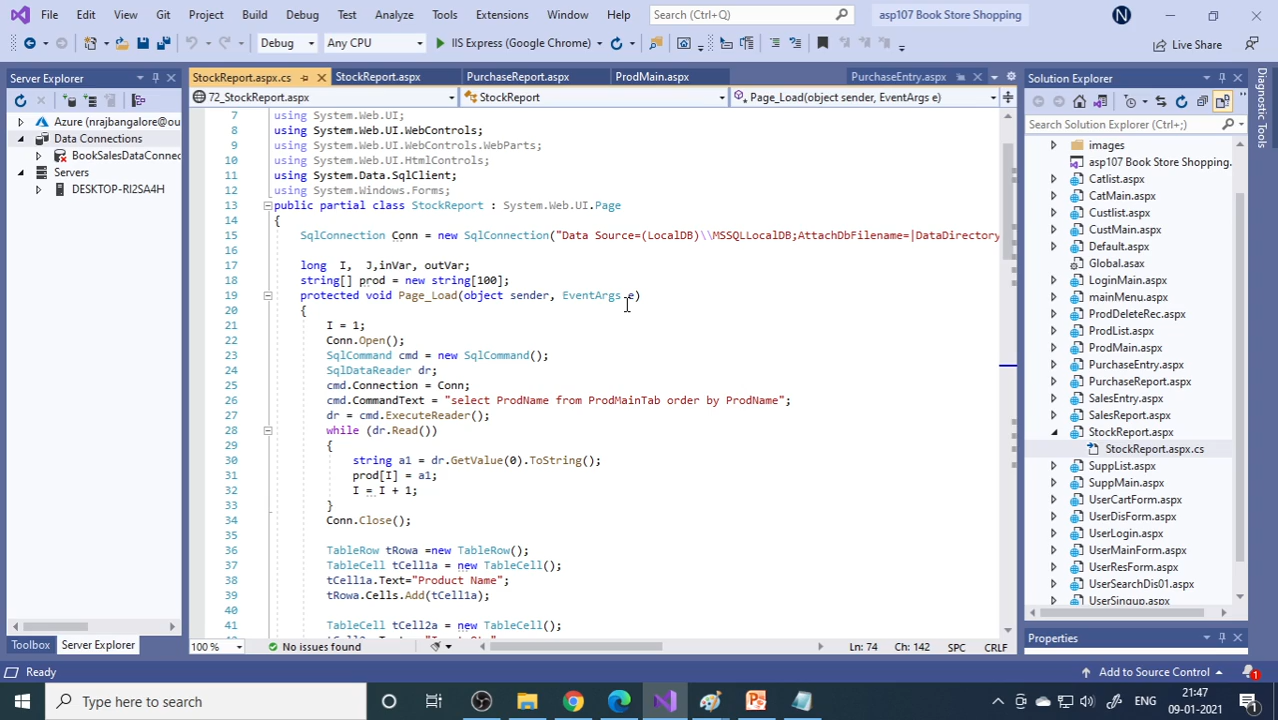 File Edit View Git Project Build Debug Test Analyze Tools Extensions Window Help Search (Ctrl+Q) asp107 Book Store Shopping N
Debug Any CPU IIS Express (Google Chrome) Live Share
Server Explorer
Azure (nrajbangalore@ou
Data Connections
BookSalesDataConnec
Servers
DESKTOP-RI2SA4H
Toolbox Server Explorer
StockReport.aspx.cs StockReport.aspx PurchaseReport.aspx ProdMain.aspx PurchaseEntry.aspx
72_StockReport.aspx StockReport Page_Load(object sender, EventArgs e)
7 using System.Web.UI;
8 using System.Web.UI.WebControls;
9 using System.Web.UI.WebControls.WebParts;
10 using System.Web.UI.HtmlControls;
11 using System.Data.SqlClient;
12 using System.Windows.Forms;
13 public partial class StockReport : System.Web.UI.Page
14 {
15 SqlConnection Conn = new SqlConnection("Data Source=(LocalDB)\\MSSQLLocalDB;AttachDbFilename=|DataDirectory
16
17 long I, J,inVar, outVar;
18 string[] prod = new string[100];
19 protected void Page_Load(object sender, EventArgs e)
20 {
21 I = 1;
22 Conn.Open();
23 SqlCommand cmd = new SqlCommand();
24 SqlDataReader dr;
25 cmd.Connection = Conn;
26 cmd.CommandText = "select ProdName from ProdMainTab order by ProdName";
27 dr = cmd.ExecuteReader();
28 while (dr.Read())
29 {
30 string a1 = dr.GetValue(0).ToString();
31 prod[I] = a1;
32 I = I + 1;
33 }
34 Conn.Close();
35
36 TableRow tRowa =new TableRow();
37 TableCell tCell1a = new TableCell();
38 tCell1a.Text="Product Name";
39 tRowa.Cells.Add(tCell1a);
40
41 TableCell tCell2a = new TableCell();
100 % No issues found Ln: 74 Ch: 142 SPC CRLF
Solution Explorer
Search Solution Explorer (Ctrl+;)
images
asp107 Book Store Shopping.
Catlist.aspx
CatMain.aspx
Custlist.aspx
CustMain.aspx
Default.aspx
Global.asax
LoginMain.aspx
mainMenu.aspx
ProdDeleteRec.aspx
ProdList.aspx
ProdMain.aspx
PurchaseEntry.aspx
PurchaseReport.aspx
SalesEntry.aspx
SalesReport.aspx
StockReport.aspx
StockReport.aspx.cs
SuppList.aspx
SuppMain.aspx
UserCartForm.aspx
UserDisForm.aspx
UserLogin.aspx
UserMainForm.aspx
UserResForm.aspx
UserSearchDis01.aspx
UserSingup.aspx
Properties
Diagnostic Tools
Ready Add to Source Control 1
Type here to search ENG 21:47
09-01-2021 1